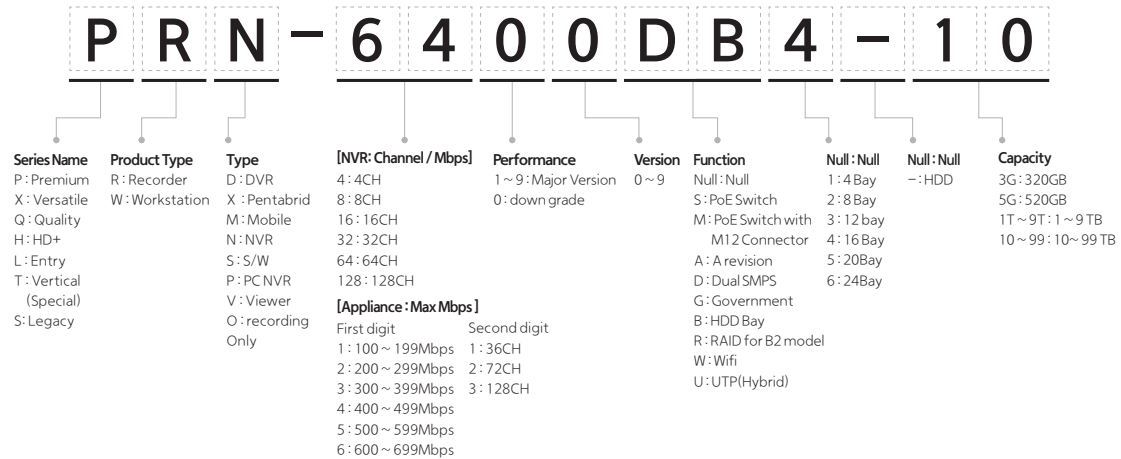 PRN-6400DB4-10
Series Name
P : Premium
X : Versatile
Q : Quality
H : HD+
L : Entry
T : Vertical
(Special)
S: Legacy
Product Type
R : Recorder
W : Workstation
Type
D : DVR
X : Pentabrid
M : Mobile
N : NVR
S : S/W
P : PC NVR
V : Viewer
O : recording
Only
[NVR: Channel / Mbps]
4 : 4CH
8 : 8CH
16 : 16CH
32 : 32CH
64 : 64CH
128 : 128CH
[Appliance : Max Mbps ]
First digit
1 : 100 ~ 199Mbps
2 : 200 ~ 299Mbps
3 : 300 ~ 399Mbps
4 : 400 ~ 499Mbps
5 : 500 ~ 599Mbps
6 : 600 ~ 699Mbps
Second digit
1 : 36CH
2 : 72CH
3 : 128CH
Performance
1 ~ 9 : Major Version
0 : down grade
Version
0 ~ 9
Function
Null : Null
S : PoE Switch
M : PoE Switch with
M12 Connector
A : A revision
D : Dual SMPS
G : Government
B : HDD Bay
R : RAID for B2 model
W : Wifi
U : UTP(Hybrid)
Null : Null
1 : 4 Bay
2 : 8 Bay
3 : 12 bay
4 : 16 Bay
5 : 20Bay
6 : 24Bay
Null : Null
- : HDD
Capacity
3G : 320GB
5G : 520GB
1T ~ 9T : 1 ~ 9 TB
10 ~ 99 : 10~ 99 TB